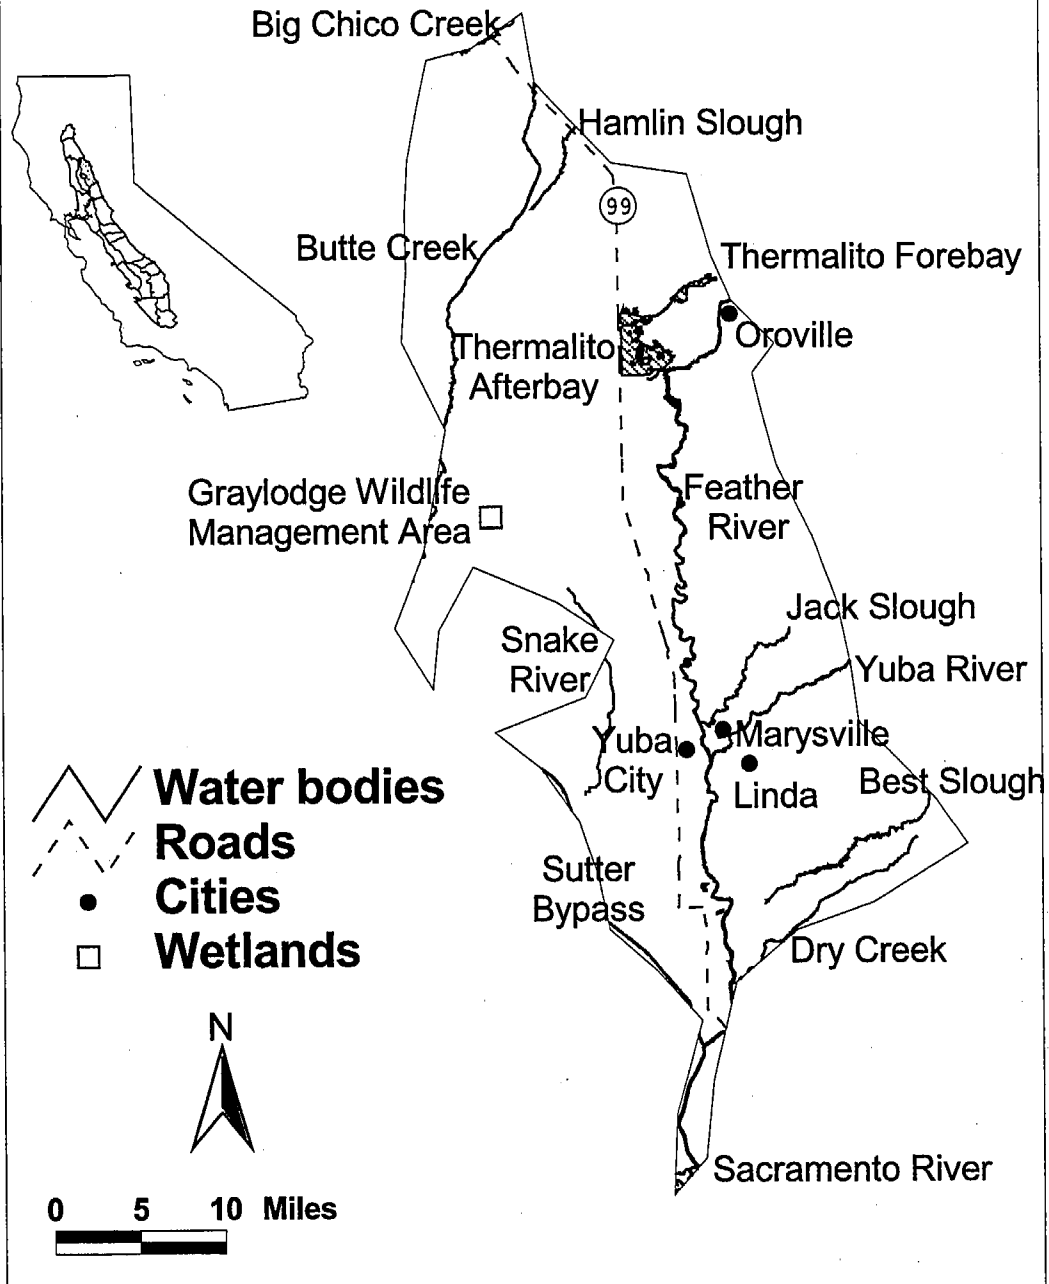 Big Chico Creek
Hamlin Slough
99
Butte Creek
Thermalito Forebay
Oroville
Thermalito
Afterbay
Graylodge Wildlife
Management Area
Feather
River
Jack Slough
Snake
River
Yuba River
Yuba
City
Marysville
Linda
Best Slough
Water bodies
Roads
Cities
Wetlands
Sutter
Bypass
Dry Creek
N
Sacramento River
0 5 10 Miles